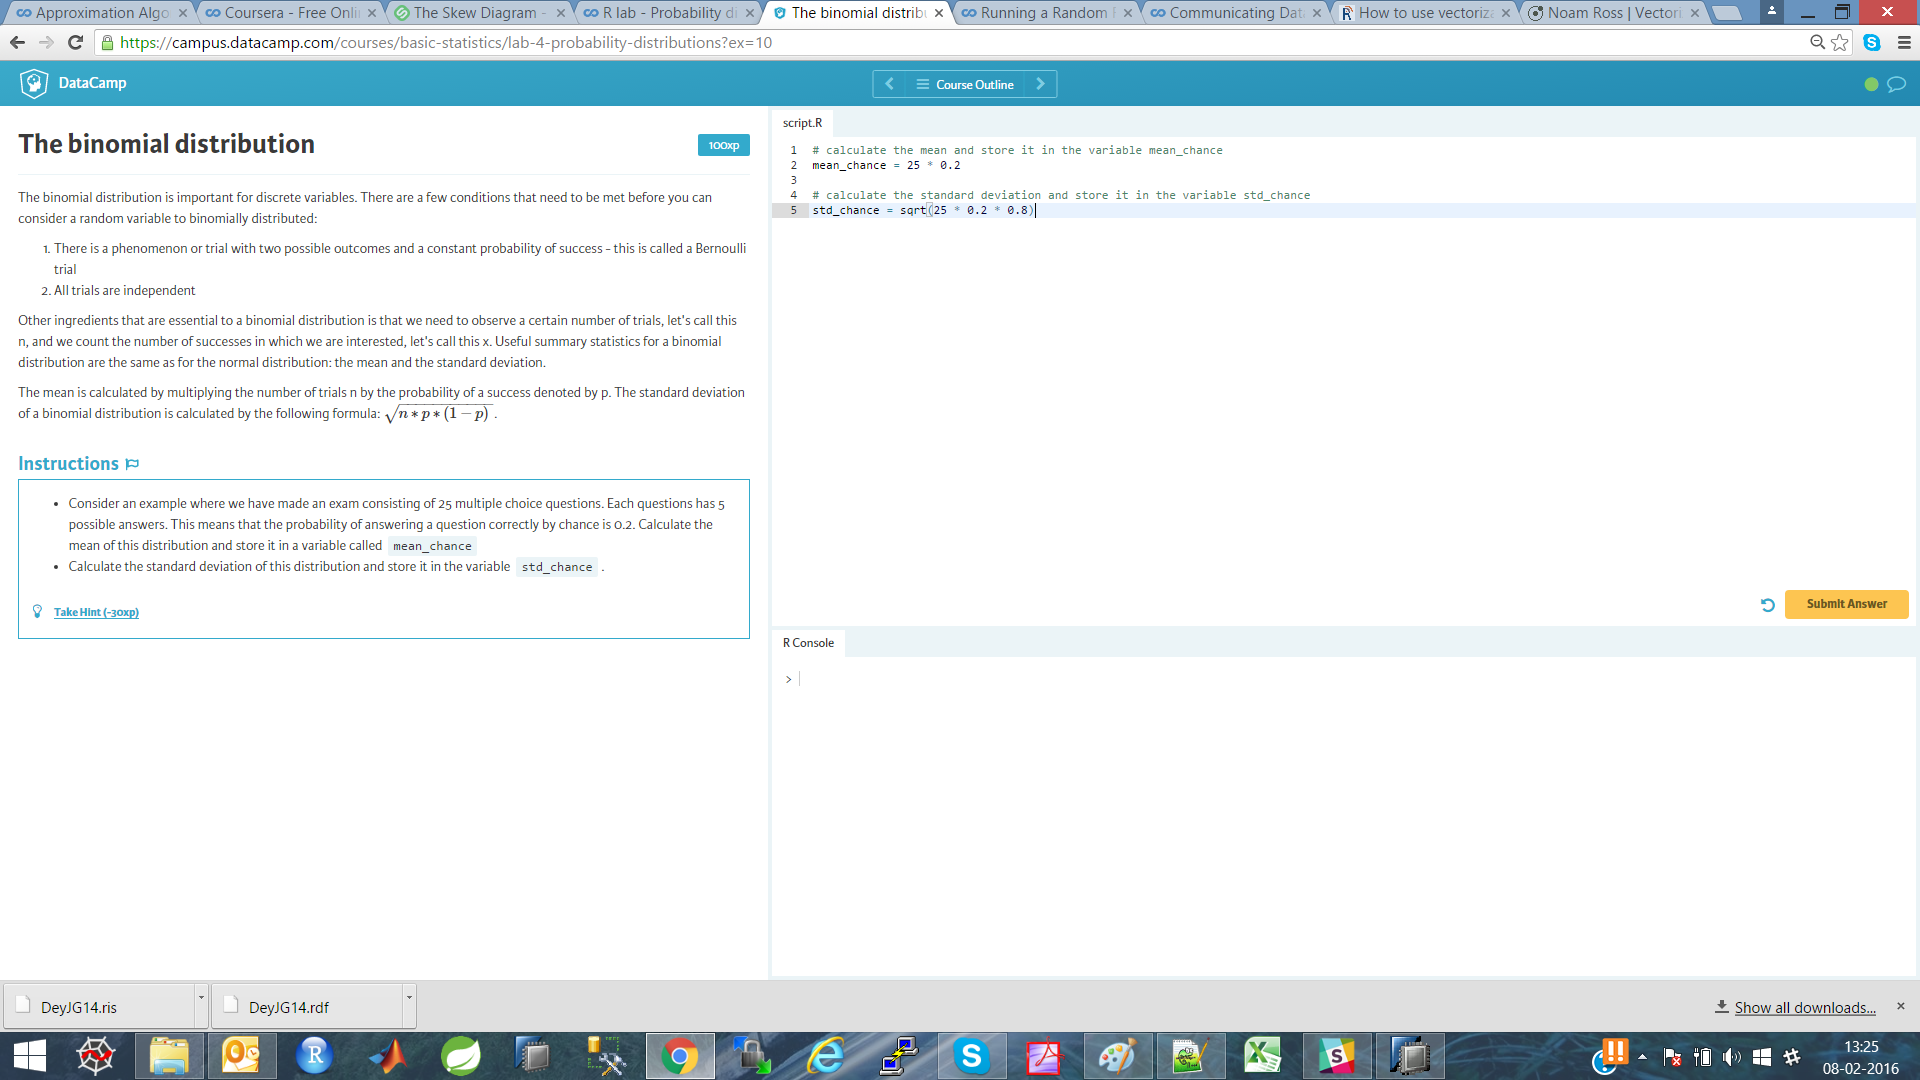 Approximation Algo
Coursera - Free Onli
The Skew Diagram -
R lab - Probability di
The binomial distrib
Running a Random F
Communicating Dat
How to use vectoriz
Noam Ross | Vectori
https://campus.datacamp.com/courses/basic-statistics/lab-4-probability-distributions?ex=10
DataCamp
Course Outline
The binomial distribution
100xp
The binomial distribution is important for discrete variables. There are a few conditions that need to be met before you can
consider a random variable to binomially distributed:
1. There is a phenomenon or trial with two possible outcomes and a constant probability of success - this is called a Bernoulli
trial
2. All trials are independent
Other ingredients that are essential to a binomial distribution is that we need to observe a certain number of trials, let's call this
n, and we count the number of successes in which we are interested, let's call this x. Useful summary statistics for a binomial
distribution are the same as for the normal distribution: the mean and the standard deviation.
The mean is calculated by multiplying the number of trials n by the probability of a success denoted by p. The standard deviation
of a binomial distribution is calculated by the following formula: √n * p * (1 − p) .
Instructions
• Consider an example where we have made an exam consisting of 25 multiple choice questions. Each questions has 5
possible answers. This means that the probability of answering a question correctly by chance is 0.2. Calculate the
mean of this distribution and store it in a variable called mean_chance
• Calculate the standard deviation of this distribution and store it in the variable std_chance .
Take Hint (-30xp)
script.R
1 # calculate the mean and store it in the variable mean_chance
2 mean_chance = 25 * 0.2
3
4 # calculate the standard deviation and store it in the variable std_chance
5 std_chance = sqrt(25 * 0.2 * 0.8)
Submit Answer
R Console
>
DeyJG14.ris
DeyJG14.rdf
Show all downloads...
13:25
08-02-2016